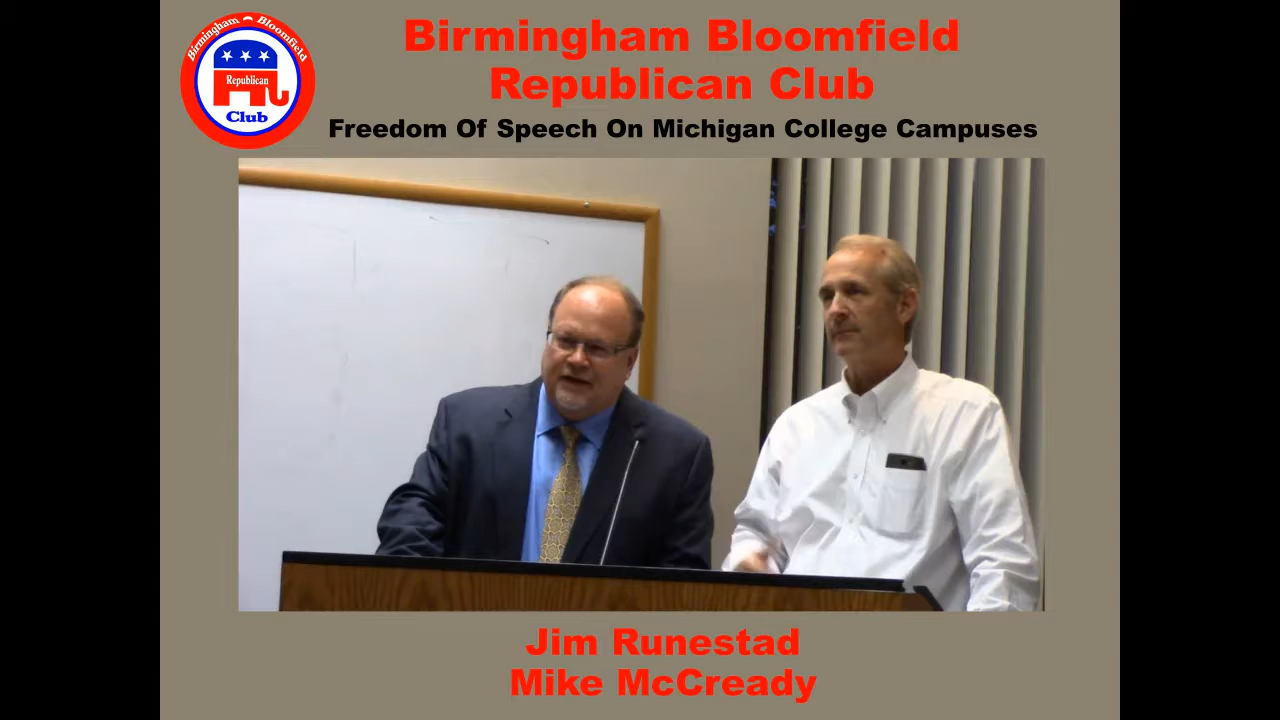 Birmingham Bloomfield
Republican
Club
Birmingham Bloomfield
Republican Club
Freedom Of Speech On Michigan College Campuses
Jim Runestad
Mike McCready